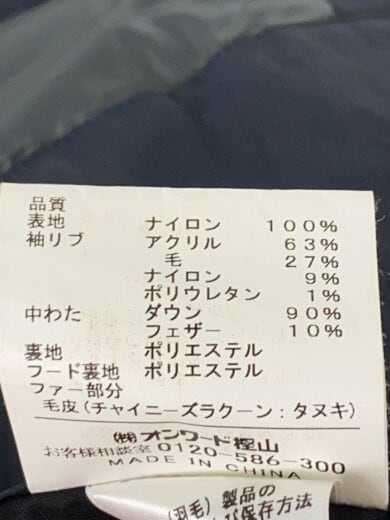 品質
表地 ナイロン 100%
袖リブ アクリル 63%
毛 27%
ナイロン 9%
ポリウレタン 1%
中わた ダウン 90%
フェザー 10%
裏地 ポリエステル
フード裏地 ポリエステル
ファー部分
毛皮(チャイニーズラクーン:タヌキ)
㈱オンワード樫山
お客様相談室 0120-586-300
MADE IN CHINA
(羽毛)製品の
保存方法